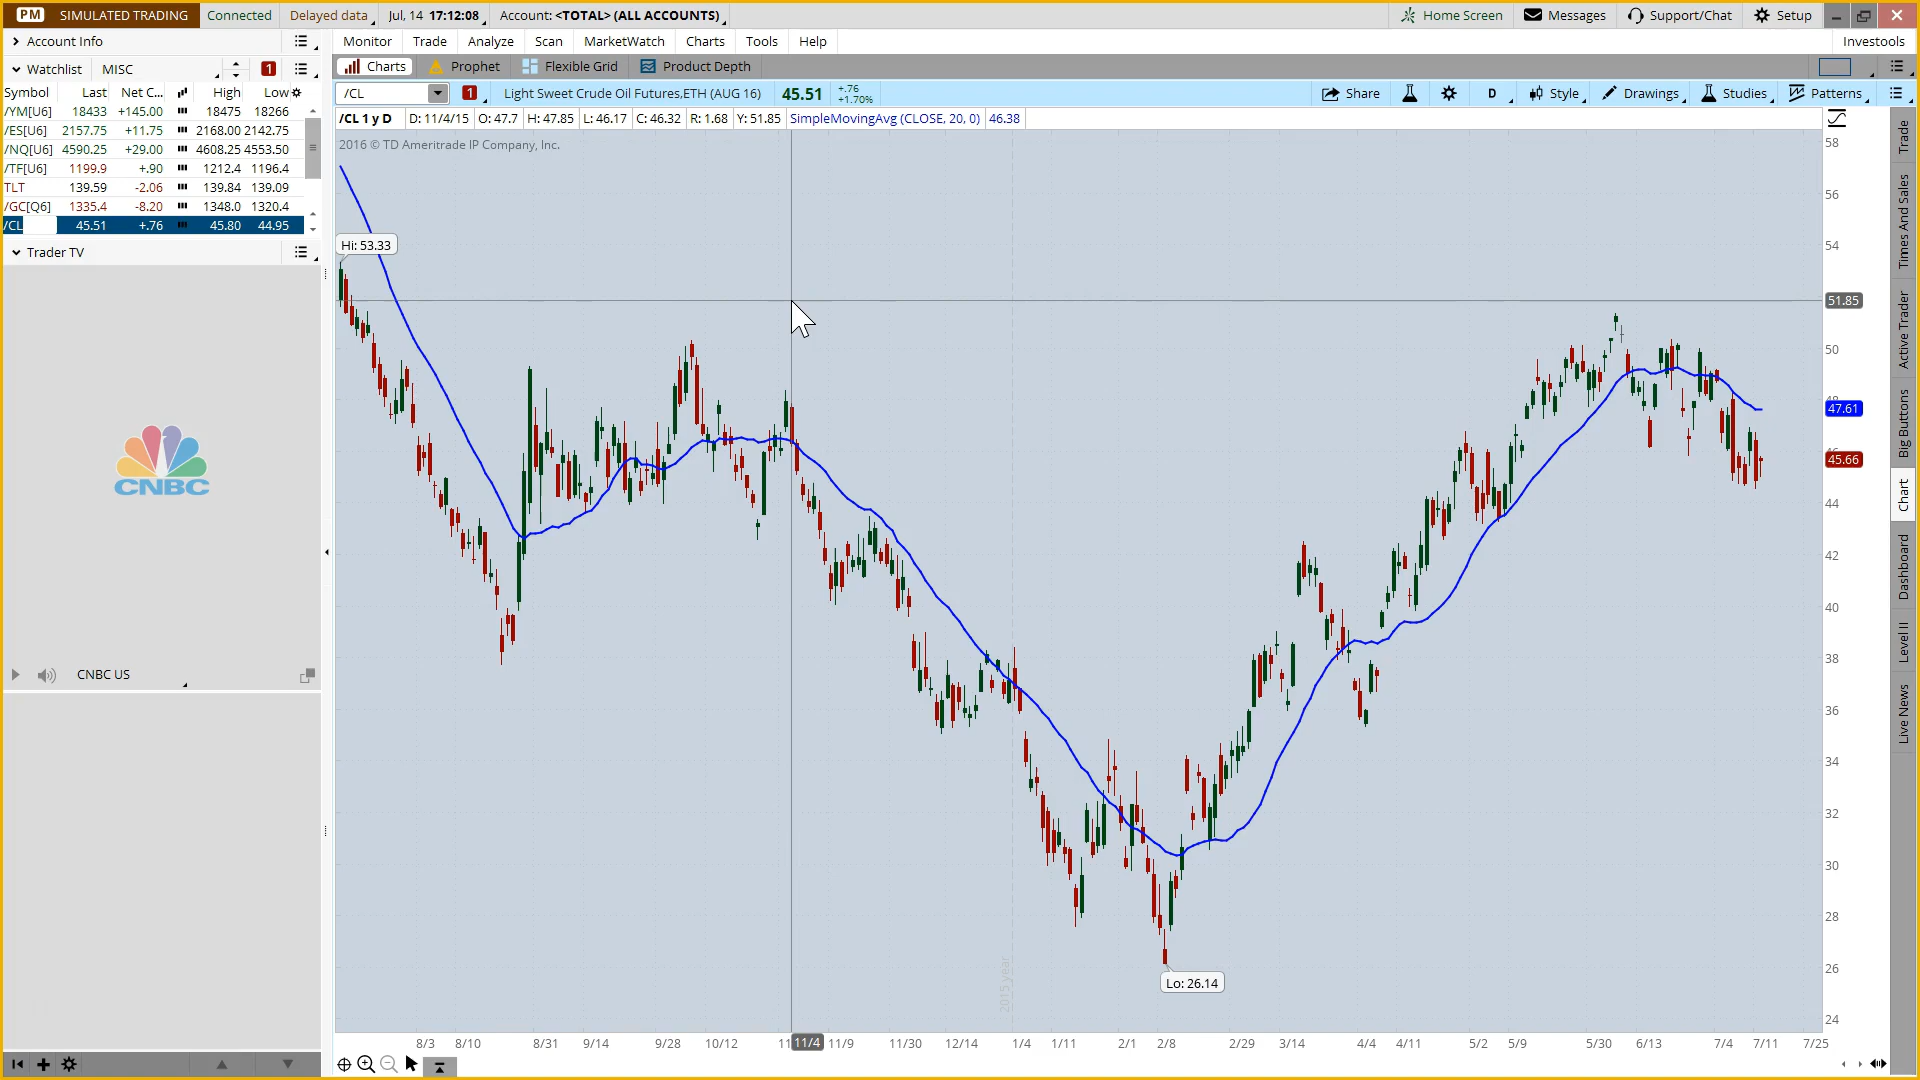 PM SIMULATED TRADING Connected Delayed data Jul, 14 17:12:08 Account: <TOTAL> (ALL ACCOUNTS) Home Screen Messages Support/Chat Setup
Account Info
Monitor Trade Analyze Scan MarketWatch Charts Tools Help Investools
Watchlist MISC 1
Charts Prophet Flexible Grid Product Depth
Symbol Last Net C... High Low
/CL 1 Light Sweet Crude Oil Futures,ETH (AUG 16) 45.51 +.76 +1.70% Share D Style Drawings Studies Patterns
/YM[U6] 18433 +145.00 18475 18266
/CL 1 y D D: 11/4/15 O: 47.7 H: 47.85 L: 46.17 C: 46.32 R: 1.68 Y: 51.85 SimpleMovingAvg (CLOSE, 20, 0) 46.38
/ES[U6] 2157.75 +11.75 2168.00 2142.75
/NQ[U6] 4590.25 +29.00 4608.25 4553.50
2016 © TD Ameritrade IP Company, Inc.
/TF[U6] 1199.9 +.90 1212.4 1196.4
TLT 139.59 -2.06 139.84 139.09
/GC[Q6] 1335.4 -8.20 1348.0 1320.4
/CL 45.51 +.76 45.80 44.95
Trader TV
CNBC
CNBC US
Hi: 53.33
Lo: 26.14
2015 year
58
56
54
51.85
50
47.61
45.66
44
42
40
38
36
34
32
30
28
26
24
8/3 8/10 8/31 9/14 9/28 10/12 11 11/4 11/9 11/30 12/14 1/4 1/11 2/1 2/8 2/29 3/14 4/4 4/11 5/2 5/9 5/30 6/13 7/4 7/11 7/25
Trade
Times And Sales
Active Trader
Big Buttons
Chart
Dashboard
Level II
Live News